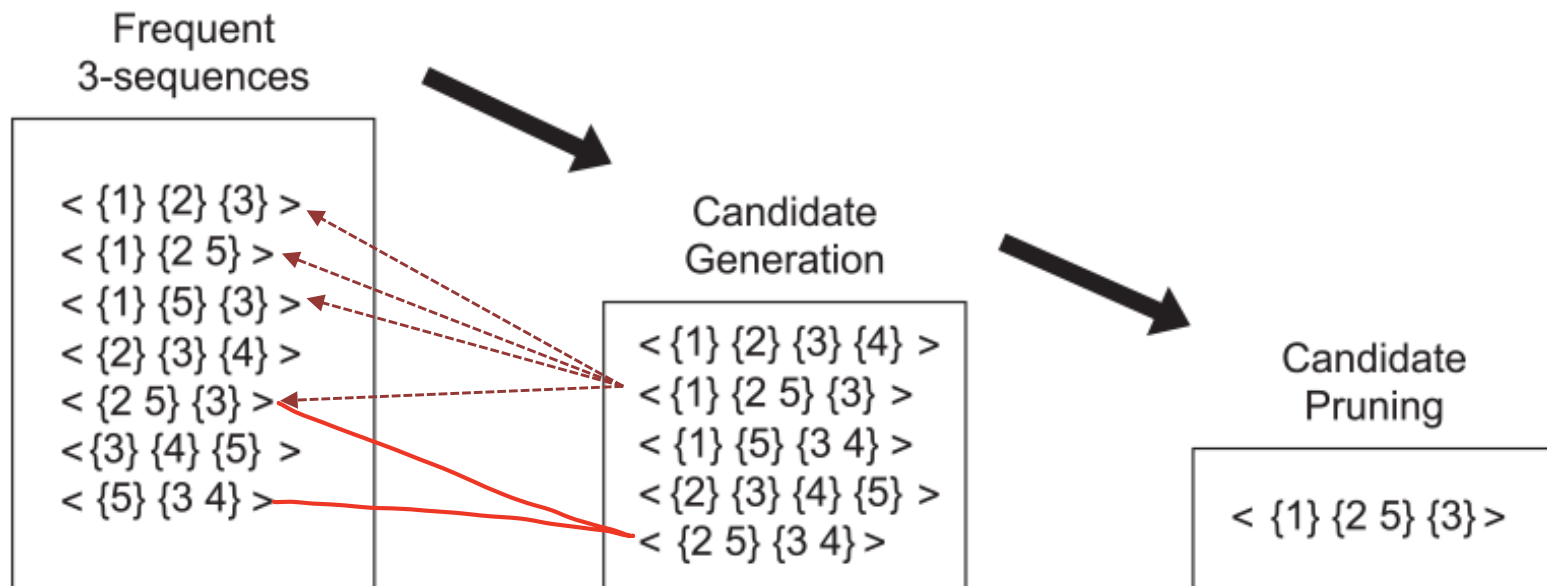 Frequent
3-sequences
< {1} {2} {3} >
< {1} {2 5} >
< {1} {5} {3} >
< {2} {3} {4} >
< {2 5} {3} >
< {3} {4} {5} >
< {5} {3 4} >
Candidate
Generation
< {1} {2} {3} {4} >
< {1} {2 5} {3} >
< {1} {5} {3 4} >
< {2} {3} {4} {5} >
< {2 5} {3 4} >
Candidate
Pruning
< {1} {2 5} {3} >